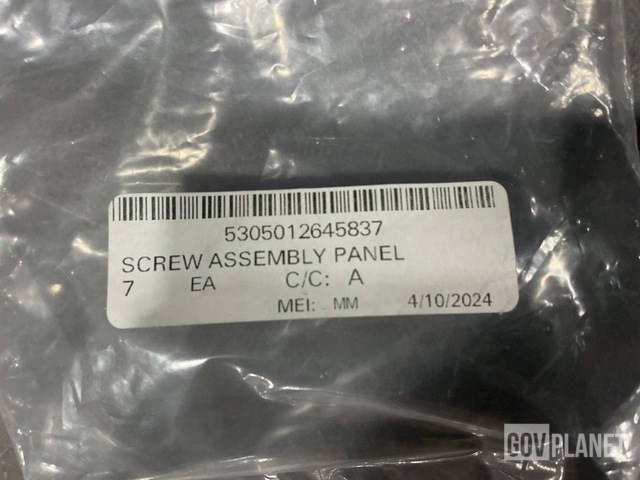 5305012645837
SCREW ASSEMBLY PANEL
7 EA C/C: A
MEI: MM 4/10/2024
GOVPLANET